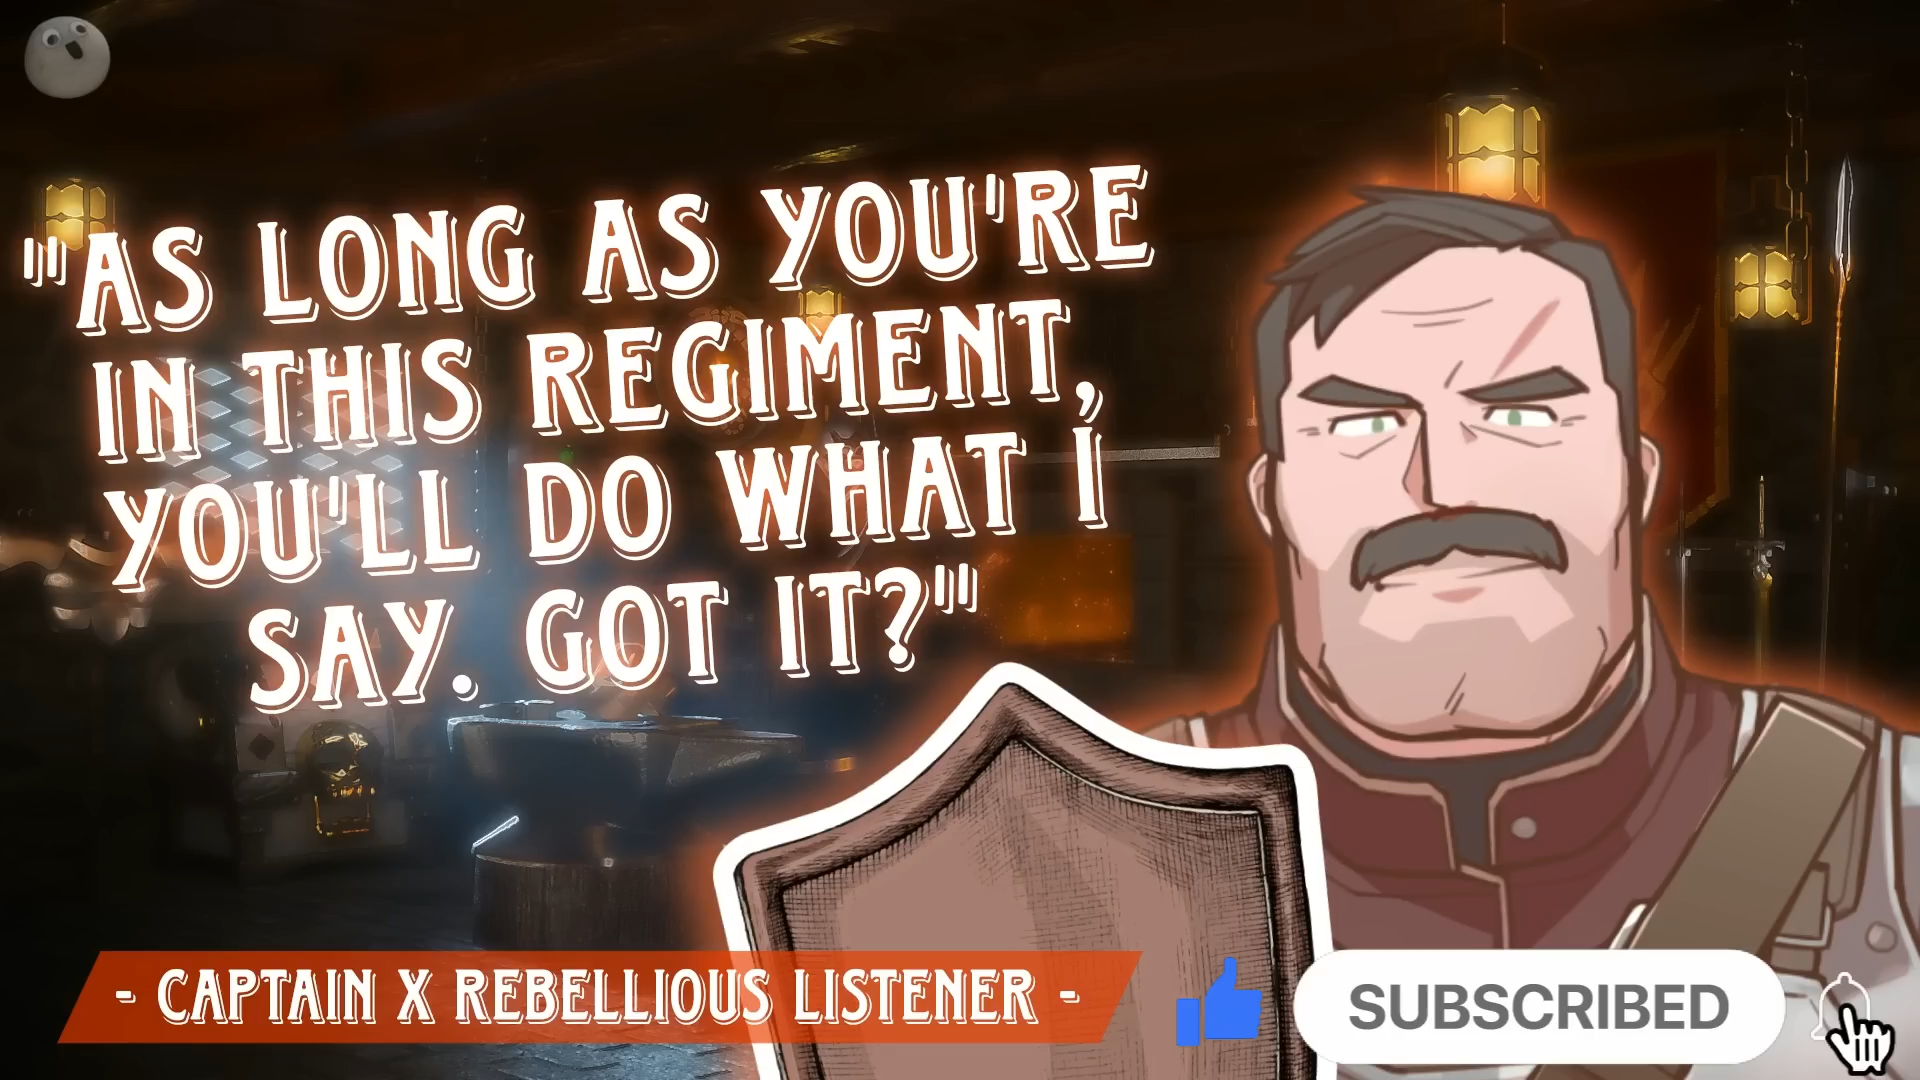 "AS LONG AS YOU'RE
IN THIS REGIMENT,
YOU'LL DO WHAT I
SAY. GOT IT?"
- CAPTAIN X REBELLIOUS LISTENER -
SUBSCRIBED